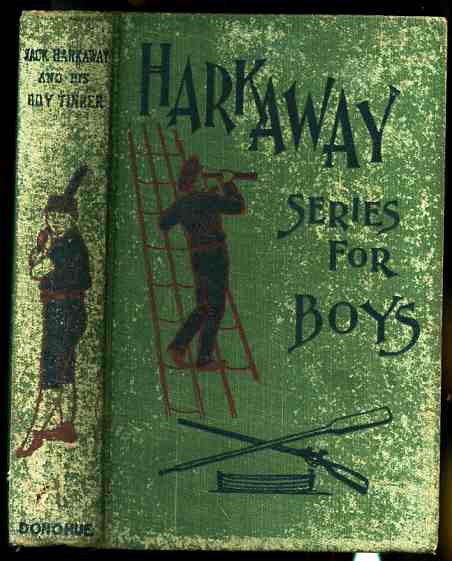 JACK HARKAWAY
AND HIS
BOY TINKER
DONOHUE
HARKAWAY
SERIES
FOR
BOYS